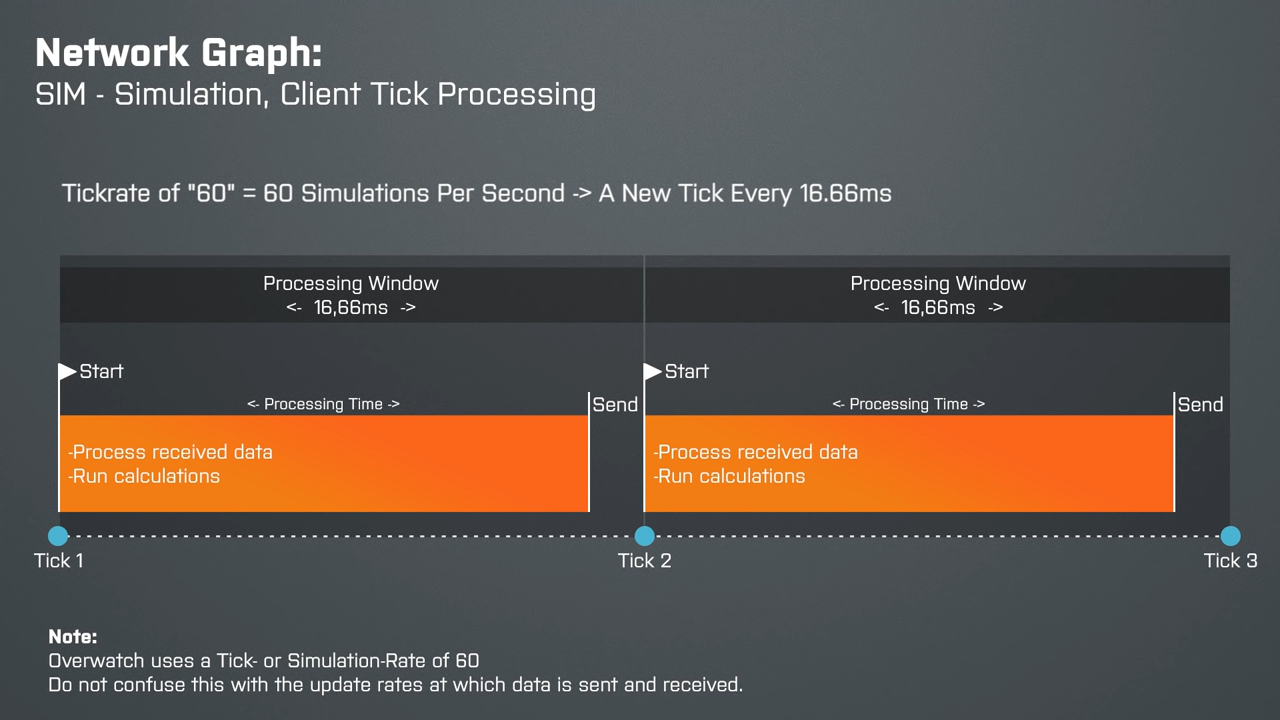 Network Graph:
SIM - Simulation, Client Tick Processing
Tickrate of "60" = 60 Simulations Per Second -> A New Tick Every 16.66ms
Processing Window
<- 16,66ms ->
Processing Window
<- 16,66ms ->
Start
Start
<- Processing Time ->
Send
<- Processing Time ->
Send
-Process received data
-Run calculations
-Process received data
-Run calculations
Tick 1
Tick 2
Tick 3
Note:
Overwatch uses a Tick- or Simulation-Rate of 60
Do not confuse this with the update rates at which data is sent and received.